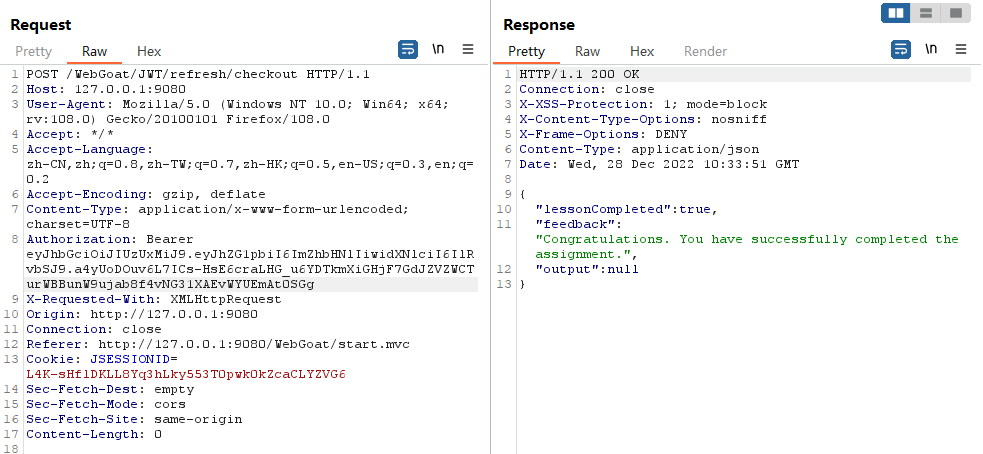 Request
Pretty Raw Hex \n
1 POST /WebGoat/JWT/refresh/checkout HTTP/1.1
2 Host: 127.0.0.1:9080
3 User-Agent: Mozilla/5.0 (Windows NT 10.0; Win64; x64;
rv:108.0) Gecko/20100101 Firefox/108.0
4 Accept: */*
5 Accept-Language:
zh-CN,zh;q=0.8,zh-TW;q=0.7,zh-HK;q=0.5,en-US;q=0.3,en;q=
0.2
6 Accept-Encoding: gzip, deflate
7 Content-Type: application/x-www-form-urlencoded;
charset=UTF-8
8 Authorization: Bearer
eyJhbGciOiJIUzUxMiJ9.eyJhZG1pbiI6ImZhbHNlIiwidXNlciI6IlR
vbSJ9.a4yUoDOuv6L7ICs-HsE6craLHG_u6YDTkmXiGHjF7GdJZVZWCT
urWBBunW9ujab8f4vNG31XAEvWYUEmAtOSGg
9 X-Requested-With: XMLHttpRequest
10 Origin: http://127.0.0.1:9080
11 Connection: close
12 Referer: http://127.0.0.1:9080/WebGoat/start.mvc
13 Cookie: JSESSIONID=
L4K-sHflDKLL8Yq3hLky553TOpwkOkZcaCLYZVG6
14 Sec-Fetch-Dest: empty
15 Sec-Fetch-Mode: cors
16 Sec-Fetch-Site: same-origin
17 Content-Length: 0
18
Response
Pretty Raw Hex Render \n
1 HTTP/1.1 200 OK
2 Connection: close
3 X-XSS-Protection: 1; mode=block
4 X-Content-Type-Options: nosniff
5 X-Frame-Options: DENY
6 Content-Type: application/json
7 Date: Wed, 28 Dec 2022 10:33:51 GMT
8
9 {
10 "lessonCompleted":true,
11 "feedback":
"Congratulations. You have successfully completed the
assignment.",
12 "output":null
13 }